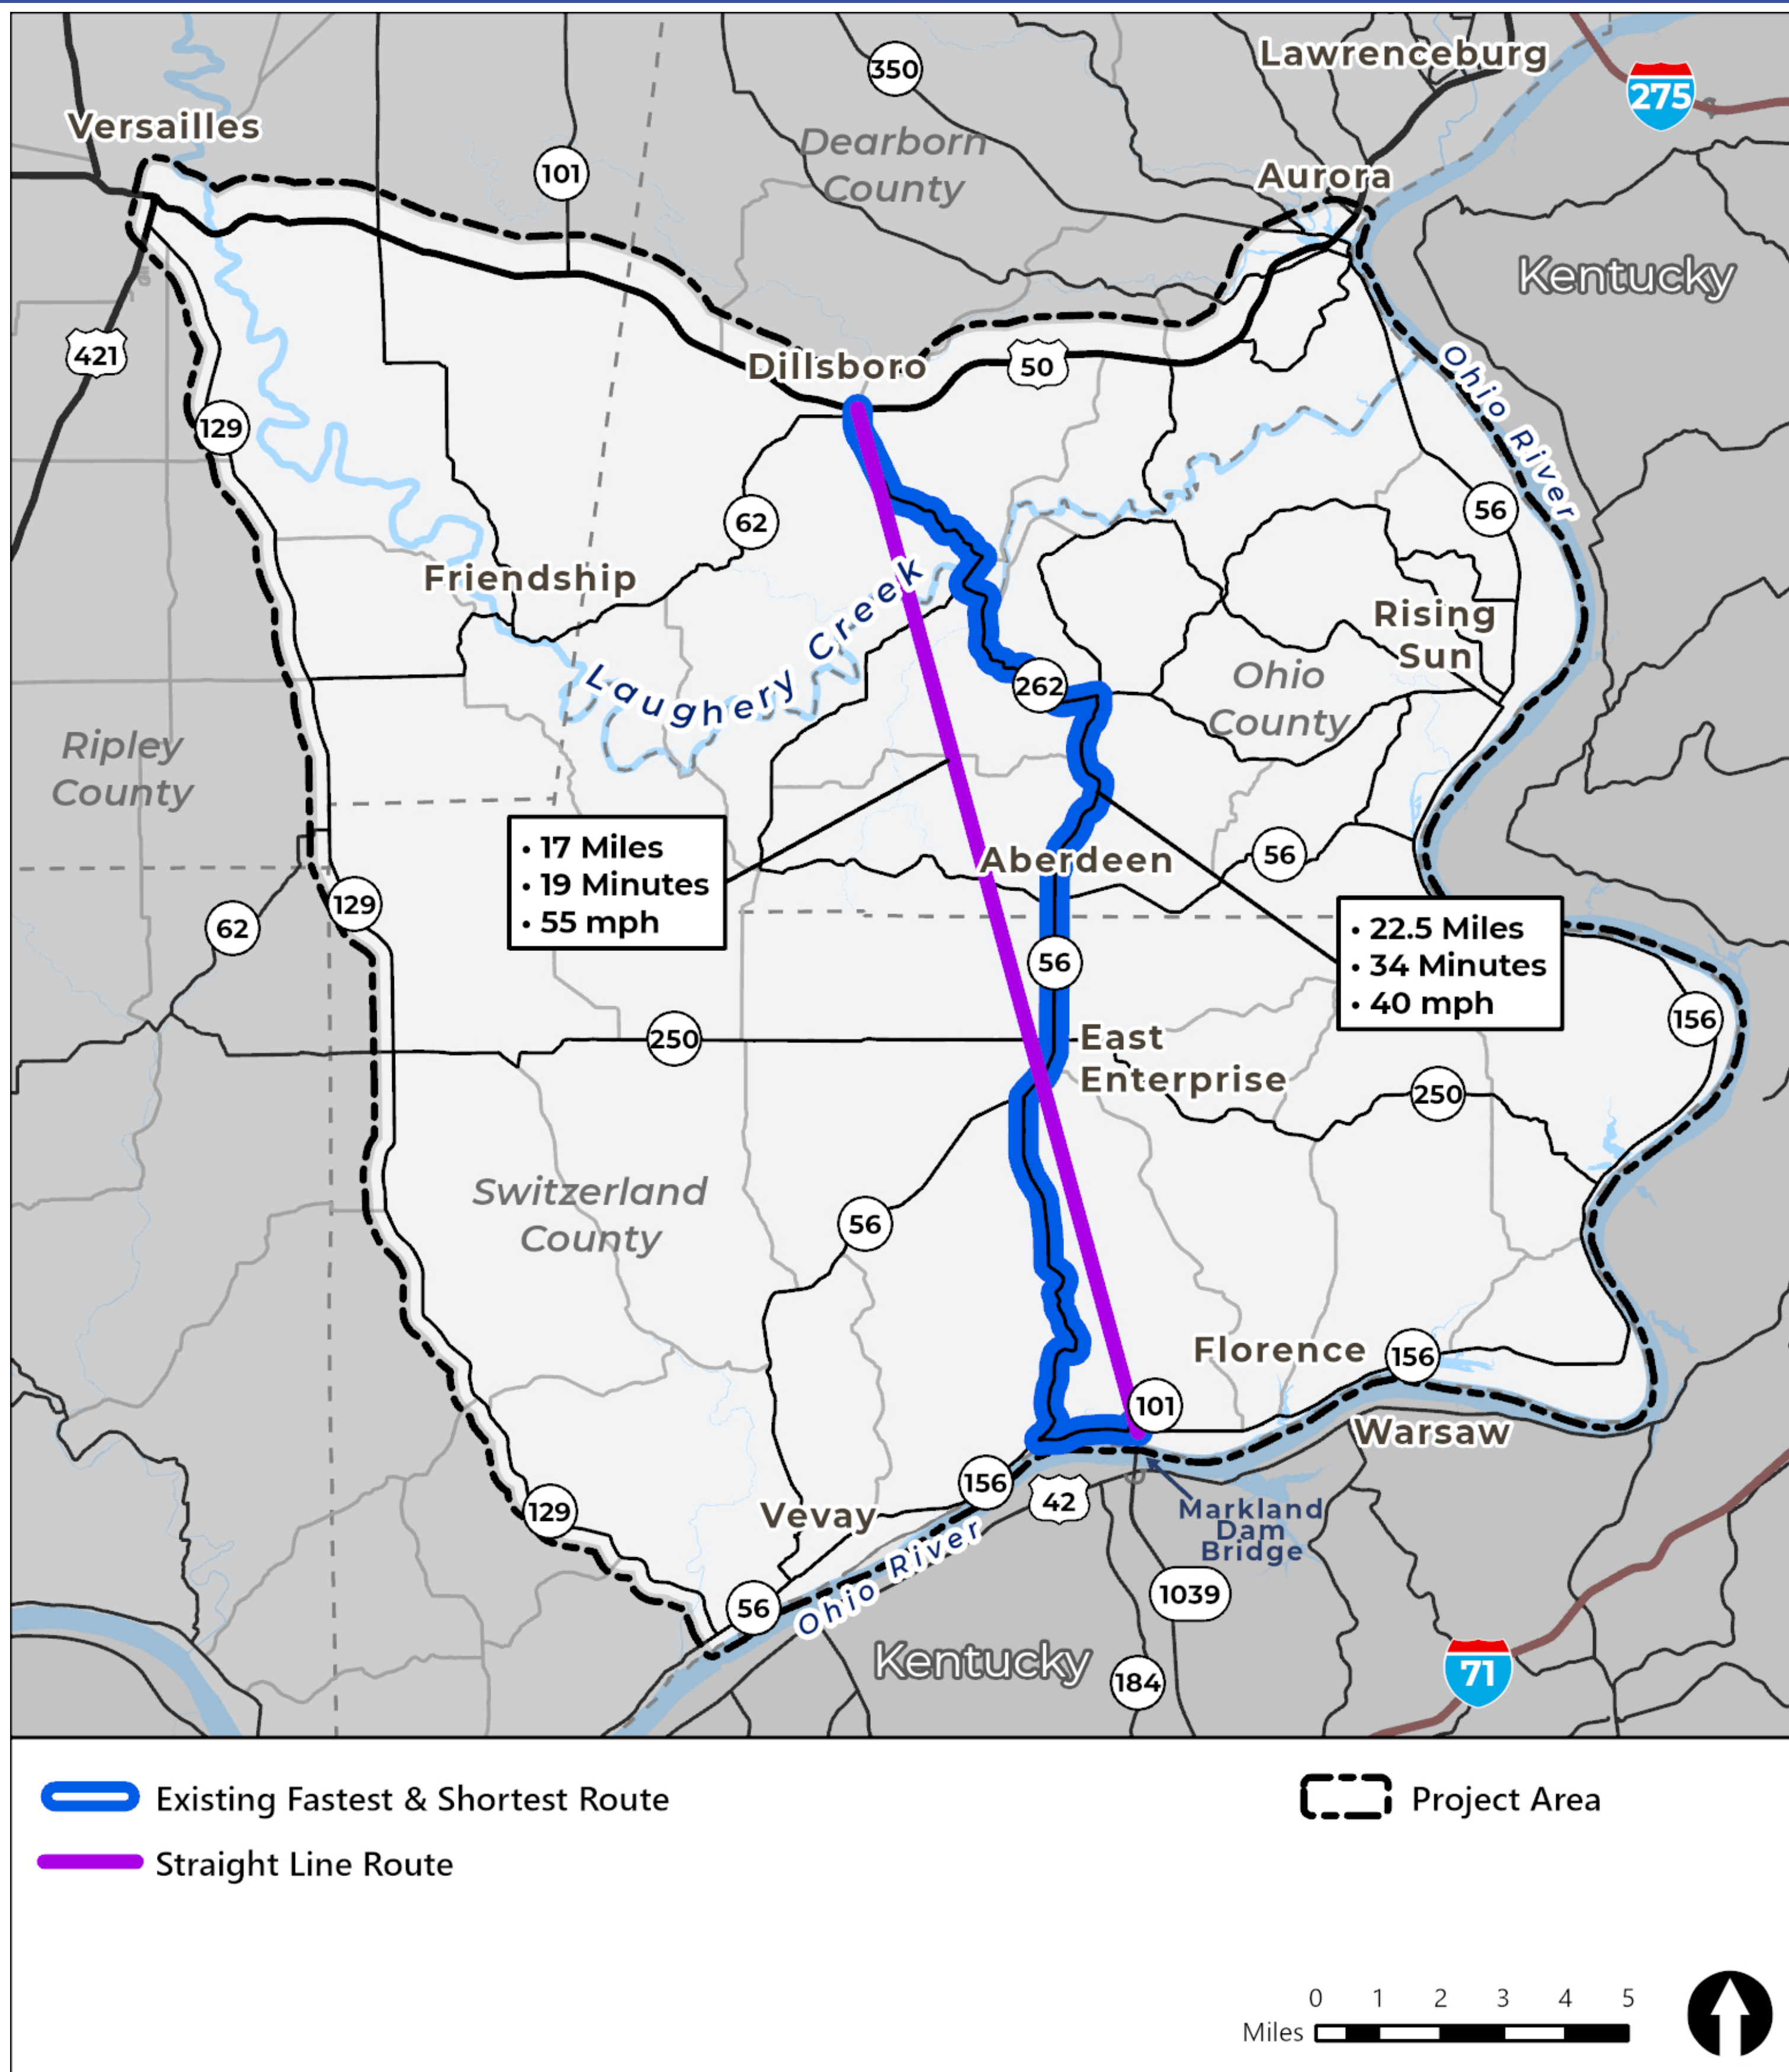 Lawrenceburg
350
275
Versailles
Dearborn
County
101
Aurora
Kentucky
421
Dillsboro
50
Ohio River
129
62
56
Friendship
Laughery Creek
Rising
Sun
262
Ohio
County
Ripley
County
• 17 Miles
• 19 Minutes
• 55 mph
Aberdeen
56
129
62
• 22.5 Miles
• 34 Minutes
• 40 mph
56
156
250
East
Enterprise
250
Switzerland
County
56
Florence
156
101
Warsaw
156
42
129
Vevay
Markland
Dam
Bridge
Ohio River
1039
56
Kentucky
184
71
Existing Fastest & Shortest Route
Project Area
Straight Line Route
0 1 2 3 4 5
Miles